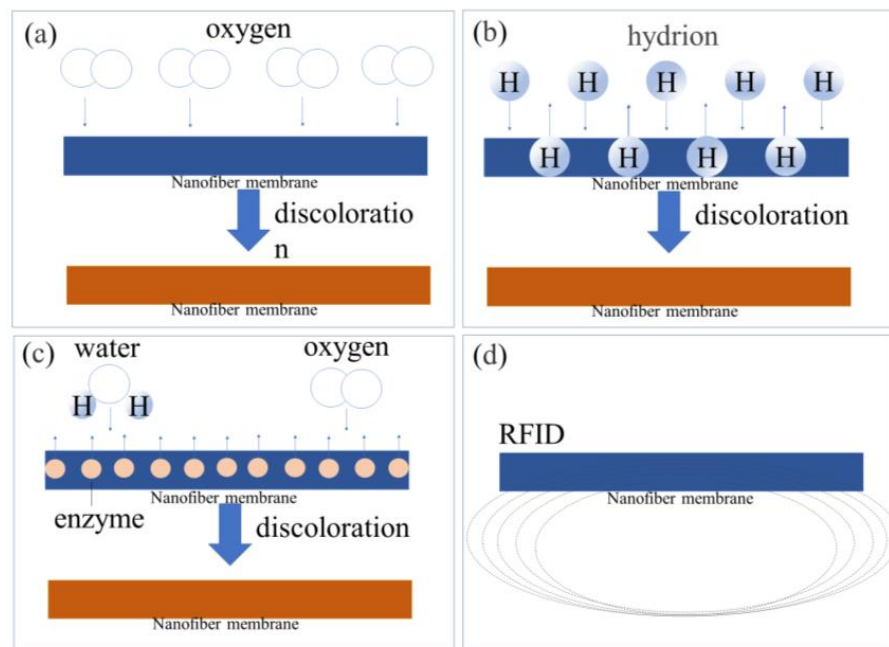 (a)
oxygen
Nanofiber membrane
discoloratio
n
Nanofiber membrane
(b)
hydrion
H H H H H
H H H H
Nanofiber membrane
discoloration
Nanofiber membrane
(c)
water
oxygen
H H
Nanofiber membrane
enzyme
discoloration
Nanofiber membrane
(d)
RFID
Nanofiber membrane